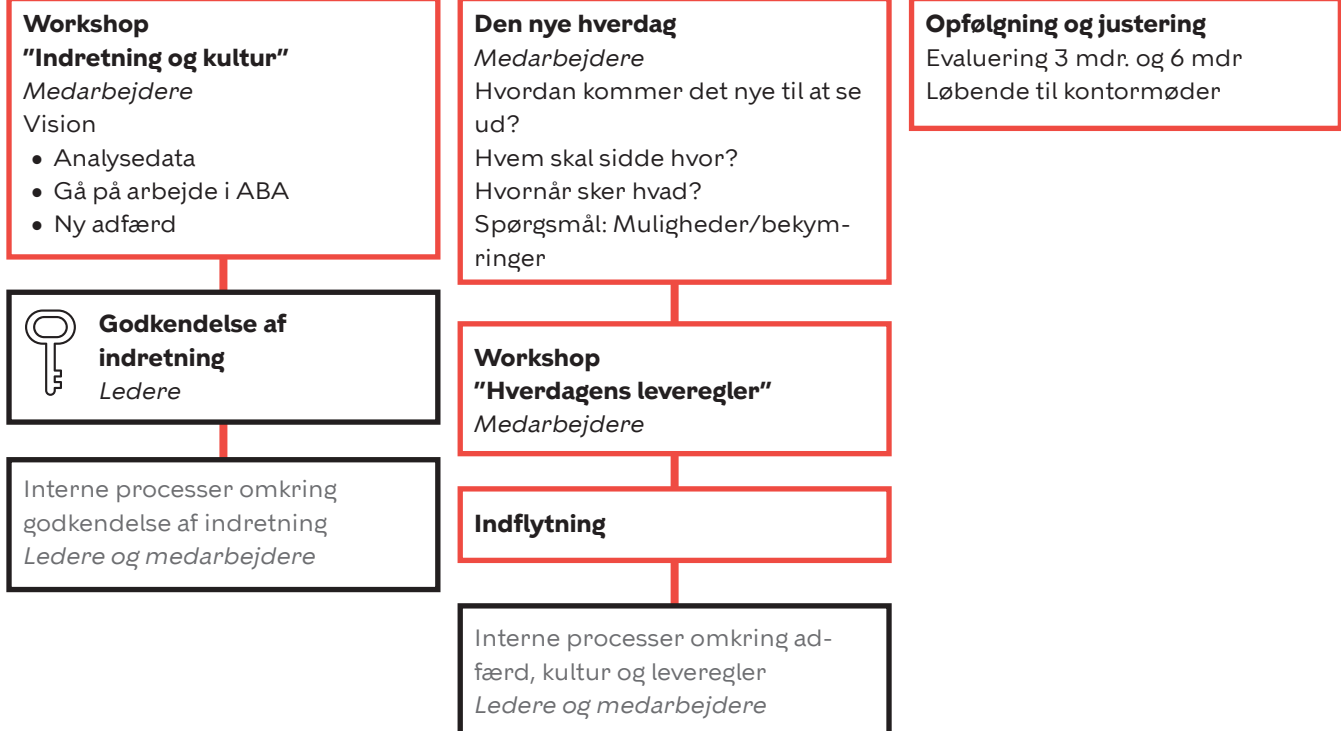 Workshop
”Indretning og kultur”
Medarbejdere
Vision
• Analysedata
• Gå på arbejde i ABA
• Ny adfærd
Godkendelse af
indretning
Ledere
Interne processer omkring
godkendelse af indretning
Ledere og medarbejdere
Den nye hverdag
Medarbejdere
Hvordan kommer det nye til at se
ud?
Hvem skal sidde hvor?
Hvornår sker hvad?
Spørgsmål: Muligheder/bekym-
ringer
Workshop
”Hverdagens leveregler”
Medarbejdere
Indflytning
Interne processer omkring ad-
færd, kultur og leveregler
Ledere og medarbejdere
Opfølgning og justering
Evaluering 3 mdr. og 6 mdr
Løbende til kontormøder